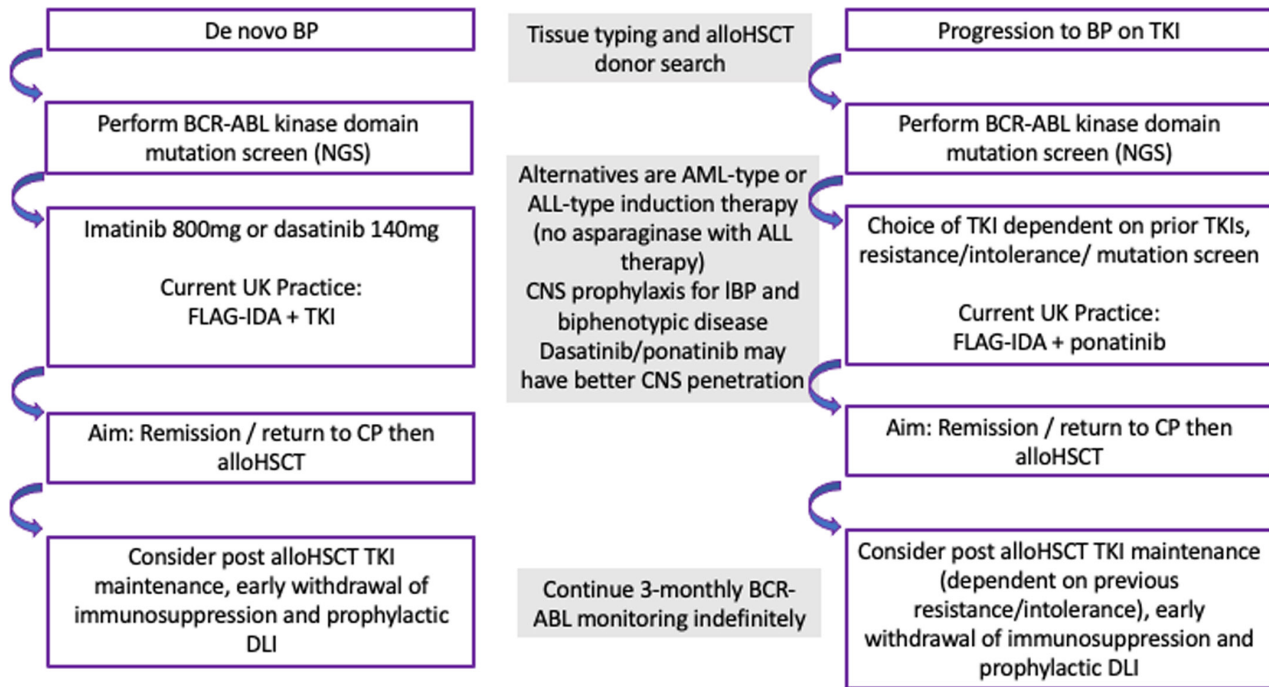 De novo BP
Perform BCR-ABL kinase domain
mutation screen (NGS)
Imatinib 800mg or dasatinib 140mg
Current UK Practice:
FLAG-IDA + TKI
Aim: Remission / return to CP then
alloHSCT
Consider post alloHSCT TKI
maintenance, early withdrawal of
immunosuppression and prophylactic
DLI
Tissue typing and alloHSCT
donor search
Alternatives are AML-type or
ALL-type induction therapy
(no asparaginase with ALL
therapy)
CNS prophylaxis for lBP and
biphenotypic disease
Dasatinib/ponatinib may
have better CNS penetration
Continue 3-monthly BCR-
ABL monitoring indefinitely
Progression to BP on TKI
Perform BCR-ABL kinase domain
mutation screen (NGS)
Choice of TKI dependent on prior TKIs,
resistance/intolerance/ mutation screen
Current UK Practice:
FLAG-IDA + ponatinib
Aim: Remission / return to CP then
alloHSCT
Consider post alloHSCT TKI maintenance
(dependent on previous
resistance/intolerance), early
withdrawal of immunosuppression and
prophylactic DLI